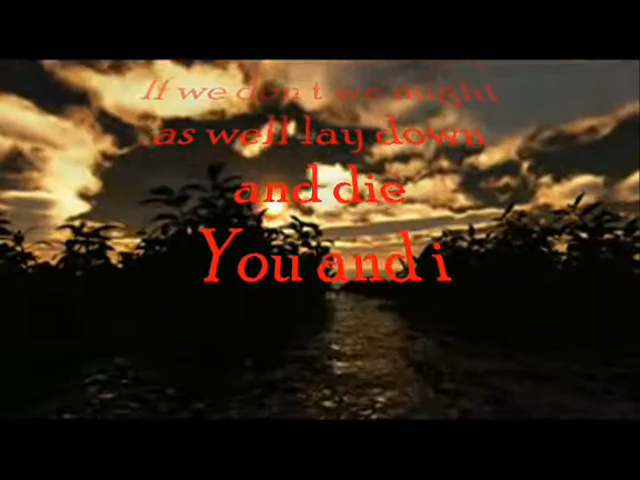 If we don't we might
as well lay down
and die
You and i